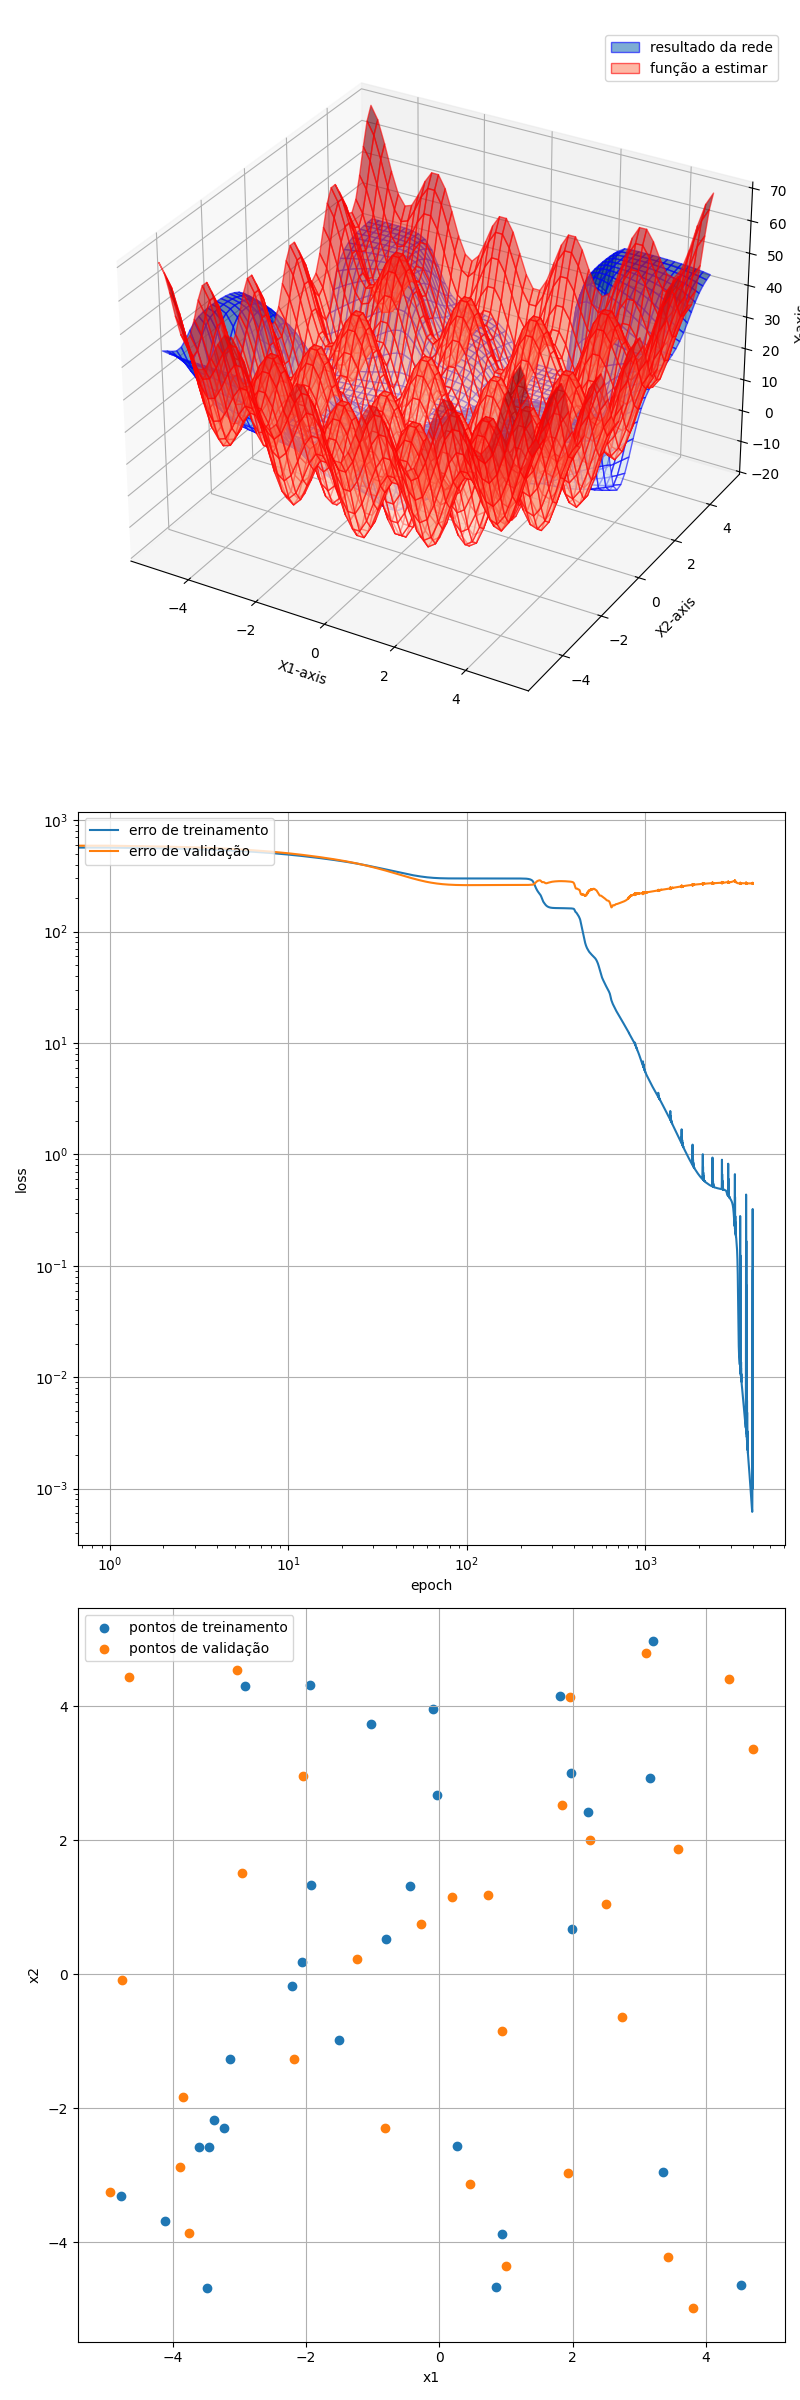 resultado da rede
função a estimar
70
60
50
40
30
20
10
0
−10
−20
−4
−2
0
2
4
X1-axis
−4
−2
0
2
4
X2-axis
erro de treinamento
erro de validação
10³
10²
10¹
10⁰
10⁻¹
10⁻²
10⁻³
loss
10⁰ 10¹ 10² 10³
epoch
pontos de treinamento
pontos de validação
4
2
0
−2
−4
x2
−4 −2 0 2 4
x1